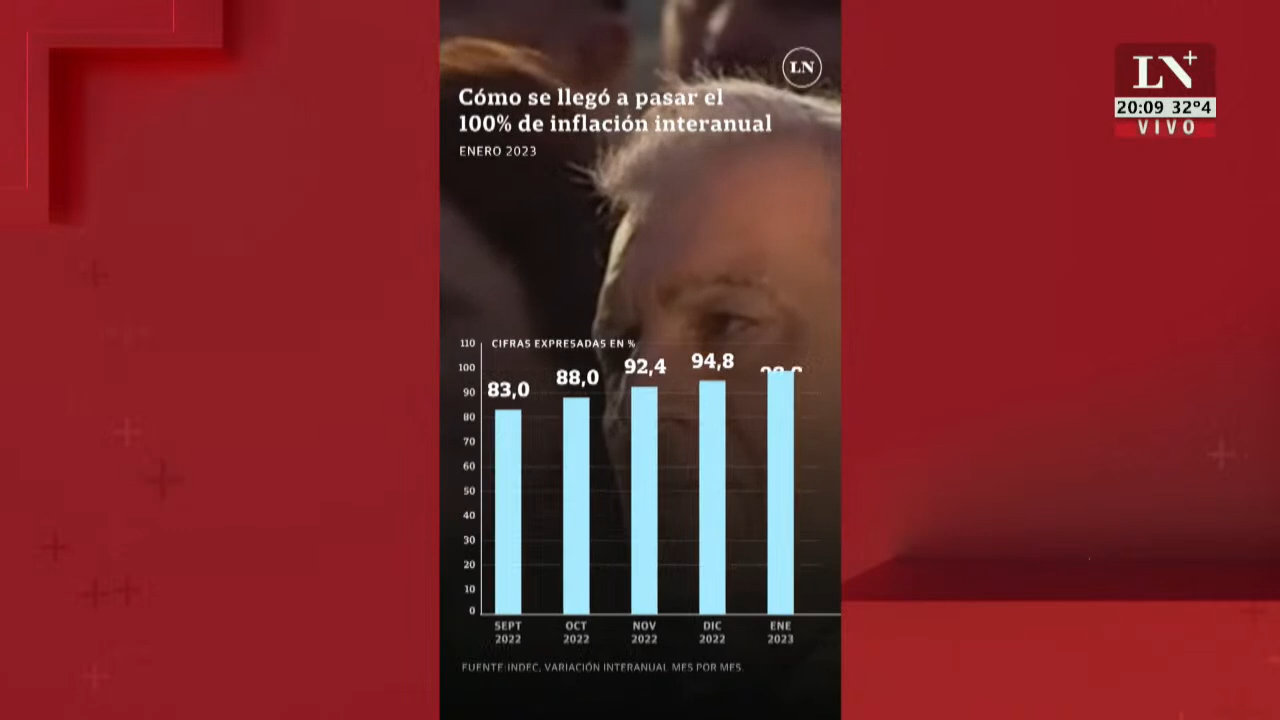 LN
Cómo se llegó a pasar el
100% de inflación interanual
ENERO 2023
LN+
20:09 32°4
VIVO
CIFRAS EXPRESADAS EN %
110
100
90
80
70
60
50
40
30
20
10
0
83,0
88,0
92,4
94,8
SEPT
2022
OCT
2022
NOV
2022
DIC
2022
ENE
2023
FUENTE:INDEC. VARIACIÓN INTERANUAL MES POR MES.